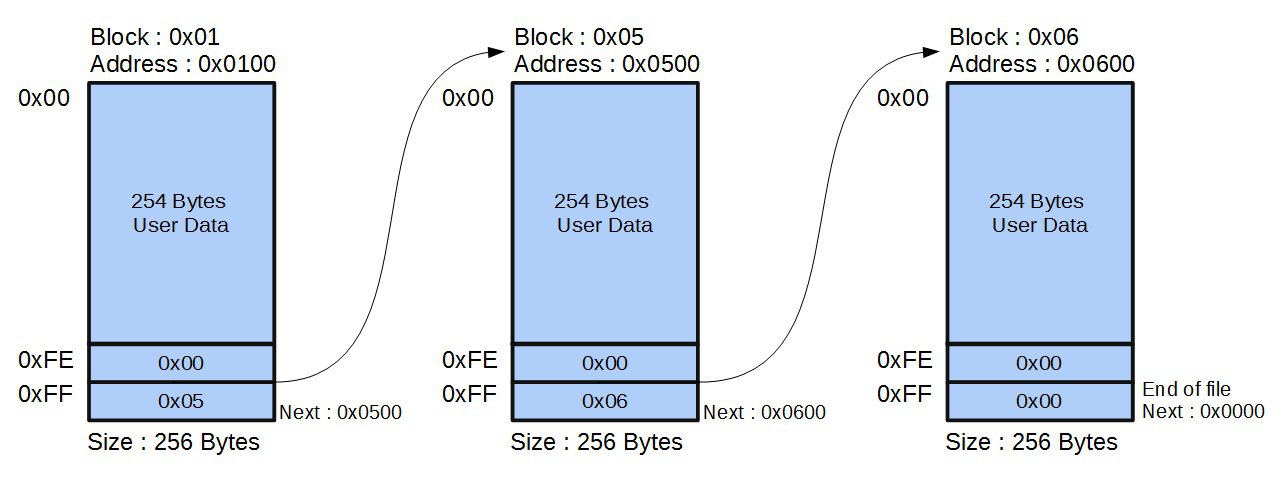 Block : 0x01
Address : 0x0100
0x00
254 Bytes
User Data
0xFE
0x00
0xFF
0x05
Next : 0x0500
Size : 256 Bytes
Block : 0x05
Address : 0x0500
0x00
254 Bytes
User Data
0xFE
0x00
0xFF
0x06
Next : 0x0600
Size : 256 Bytes
Block : 0x06
Address : 0x0600
0x00
254 Bytes
User Data
0xFE
0x00
0xFF
0x00
End of file
Next : 0x0000
Size : 256 Bytes